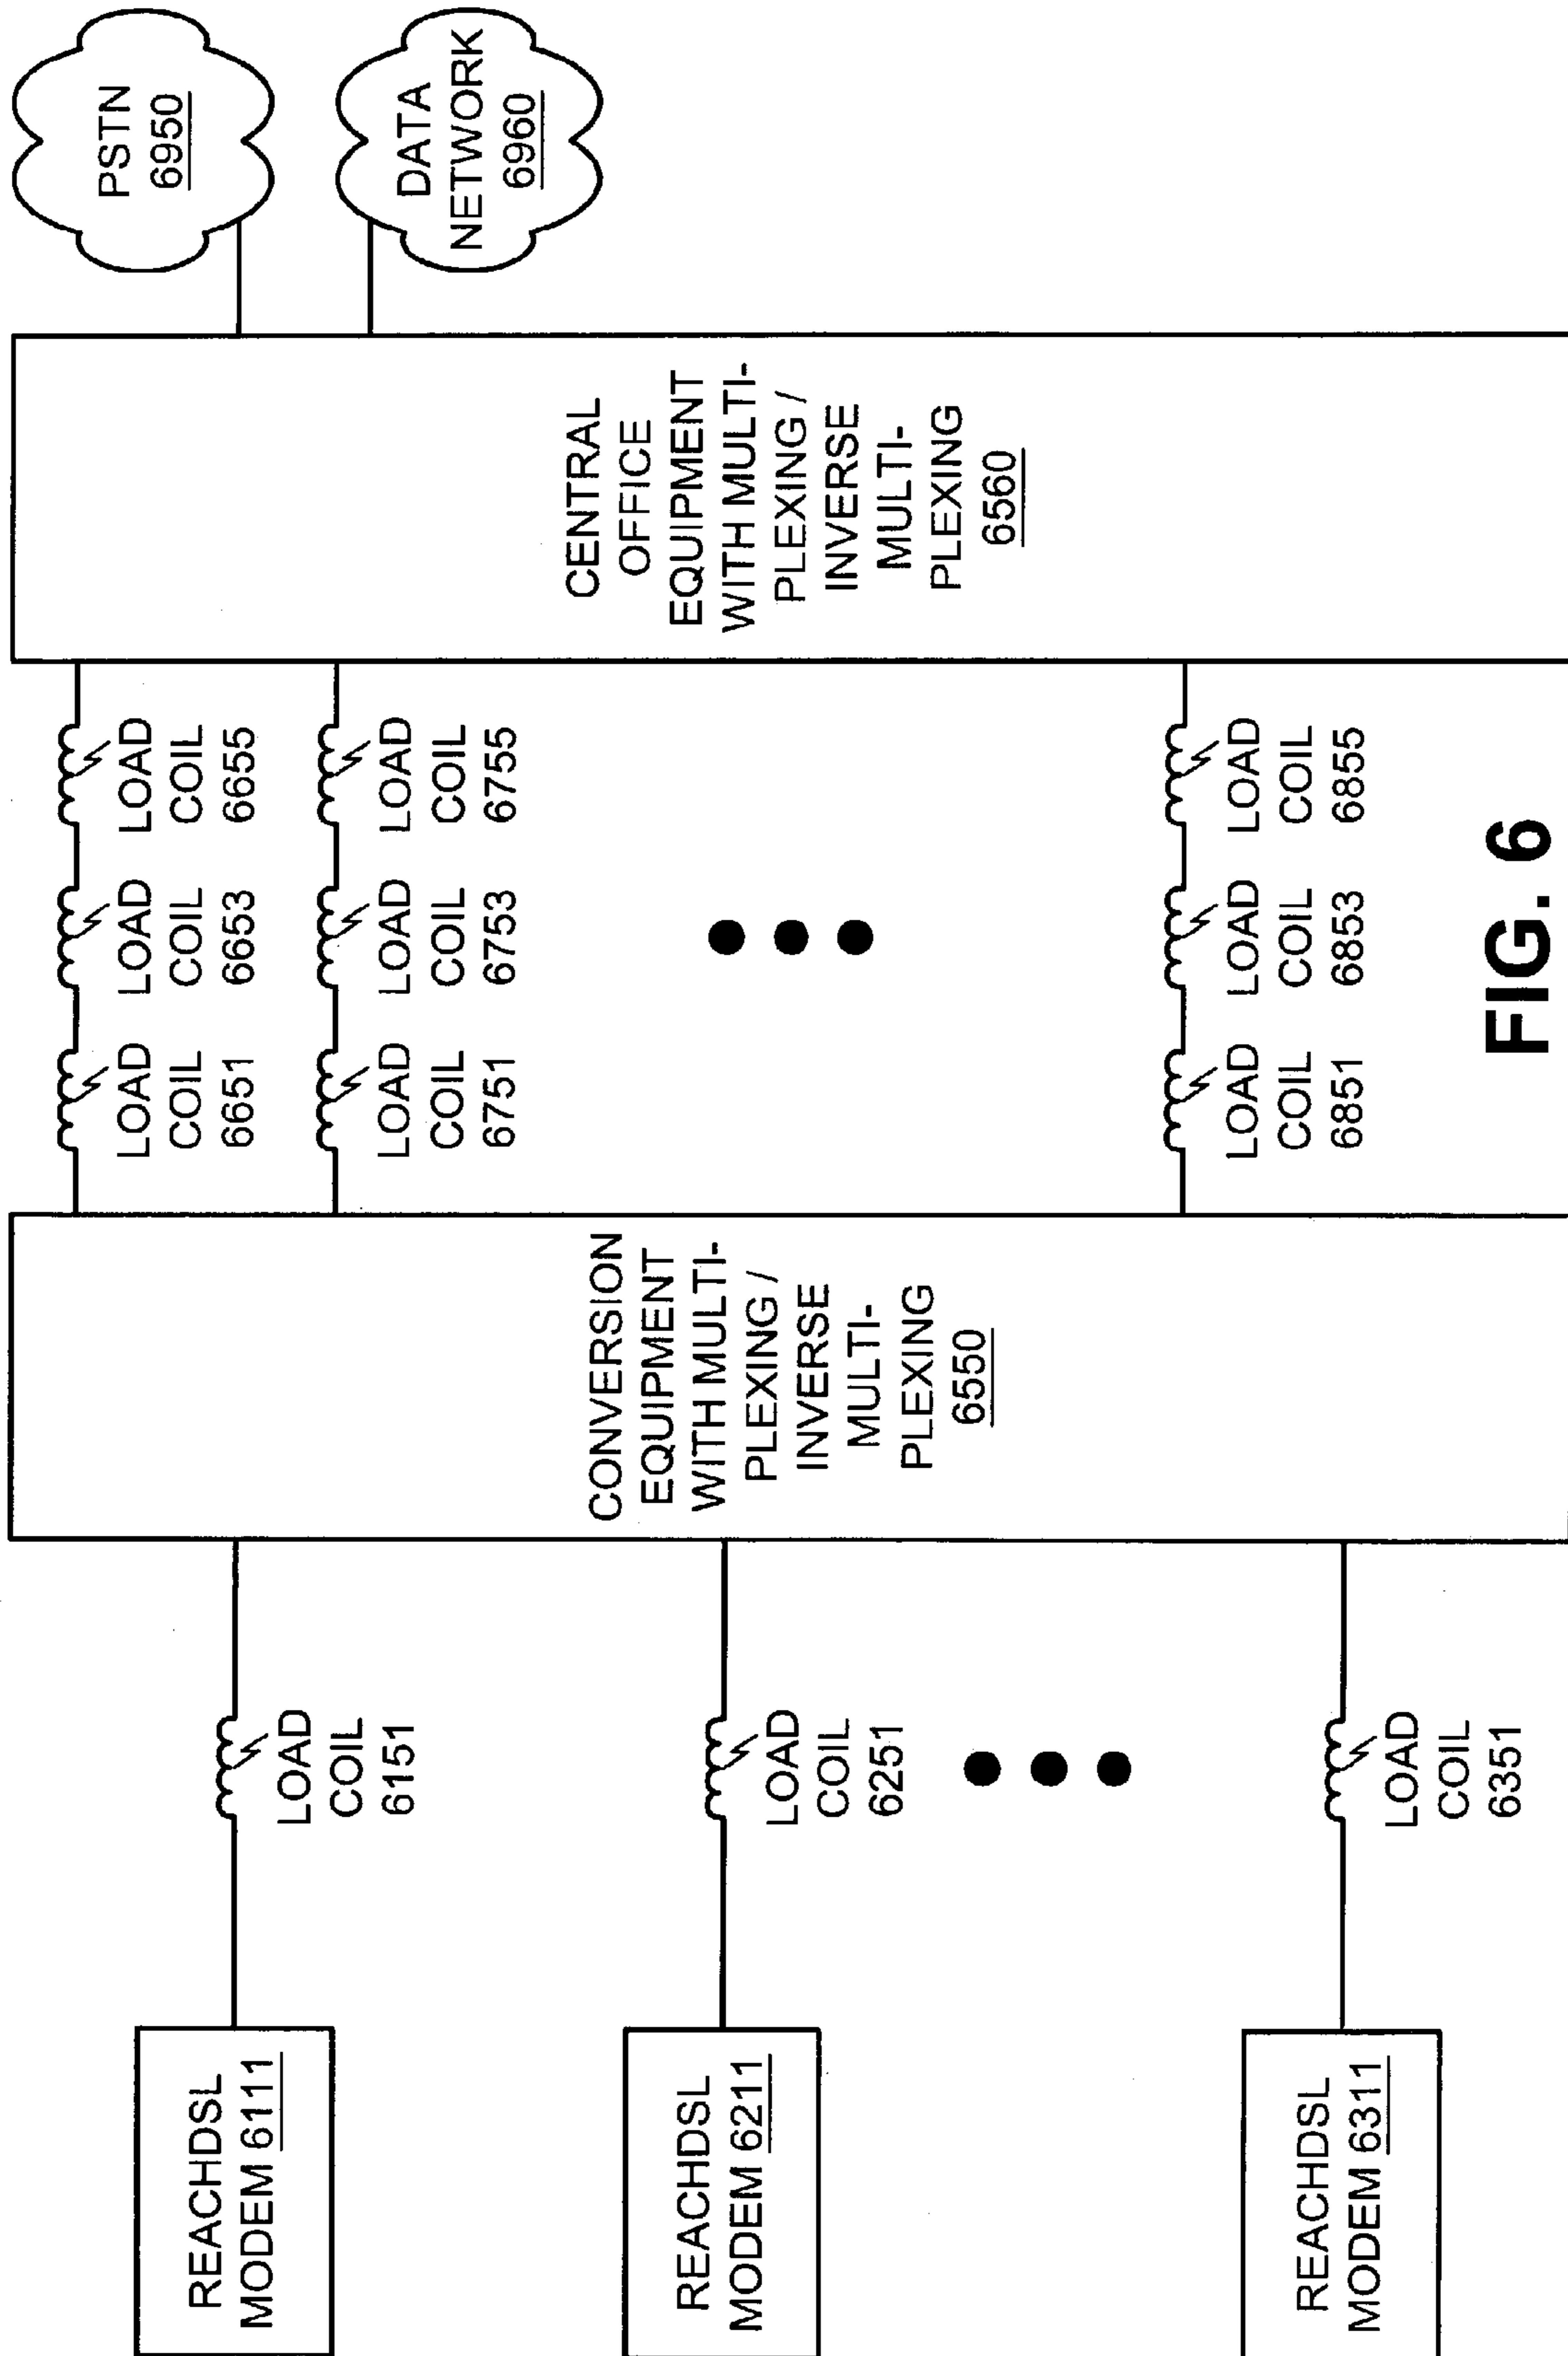 REACHDSL
MODEM 6111
LOAD
COIL
6151
REACHDSL
MODEM 6211
LOAD
COIL
6251
REACHDSL
MODEM 6311
LOAD
COIL
6351
CONVERSION
EQUIPMENT
WITH MULTI-
PLEXING /
INVERSE
MULTI-
PLEXING
6550
LOAD
COIL
6651
LOAD
COIL
6653
LOAD
COIL
6655
LOAD
COIL
6751
LOAD
COIL
6753
LOAD
COIL
6755
LOAD
COIL
6851
LOAD
COIL
6853
LOAD
COIL
6855
CENTRAL
OFFICE
EQUIPMENT
WITH MULTI-
PLEXING /
INVERSE
MULTI-
PLEXING
6560
PSTN
6950
DATA
NETWORK
6960
FIG. 6